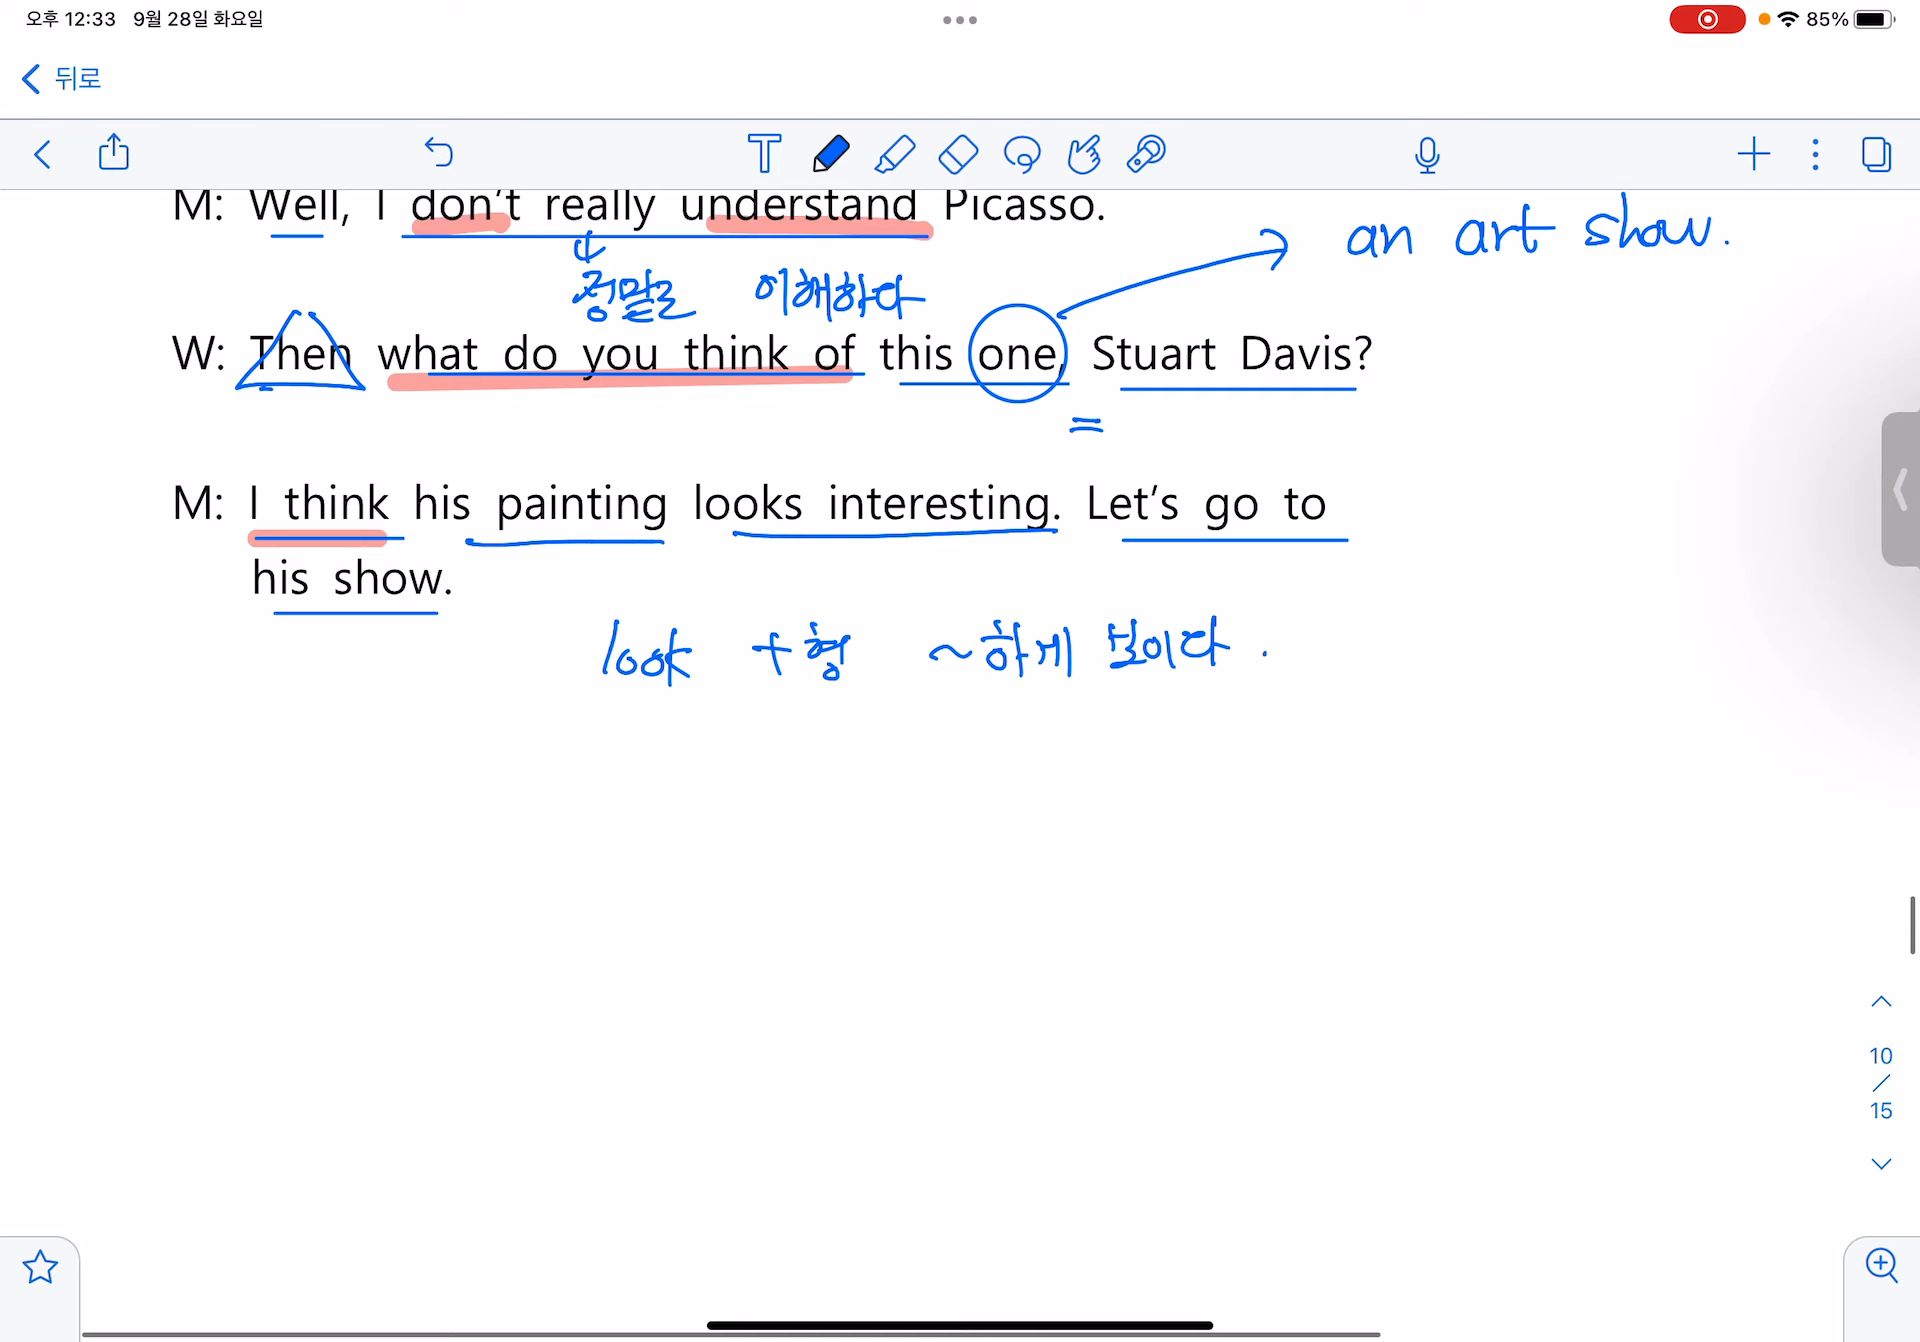 오후 12:33 9월 28일 화요일
85%
뒤로
M: Well, I don't really understand Picasso.
an art show.
정말로 이해하다
W: Then what do you think of this one, Stuart Davis?
=
M: I think his painting looks interesting. Let's go to
his show.
look +형 ~하게 보이다.
10
/
15